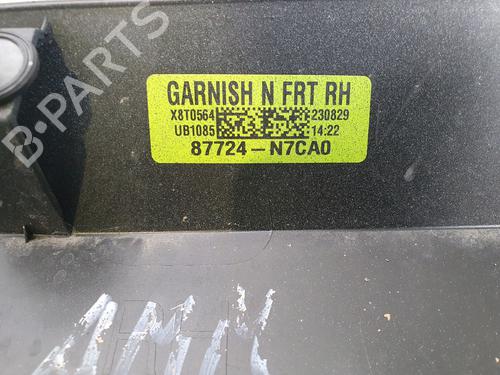 B-PARTS
GARNISH N FRT RH
X8T0564 230829
UB1085 14:22
87724-N7CA0